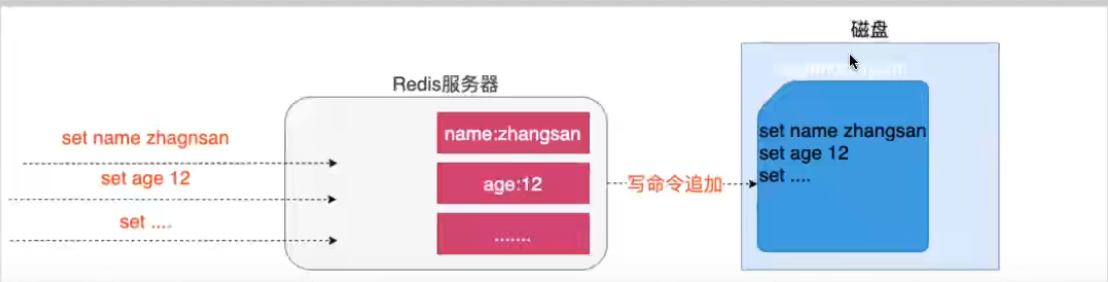 磁盘
Redis服务器
set name zhagnsan
set age 12
set ....
name:zhangsan
age:12
.......
写命令追加
set name zhangsan
set age 12
set ....